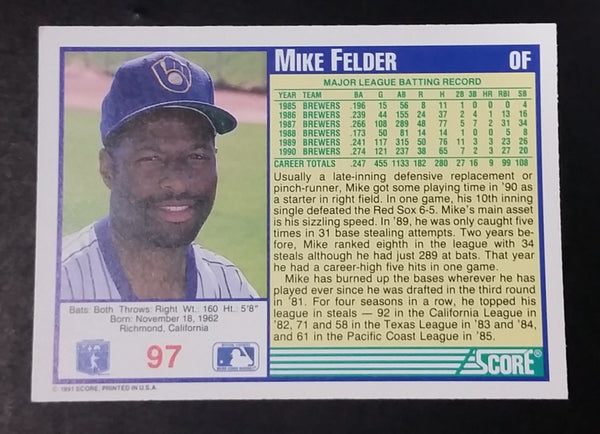 MIKE FELDER OF
MAJOR LEAGUE BATTING RECORD
YEAR TEAM BA G AB R H 2B 3B HR RBI SB
1985 BREWERS .196 15 56 8 11 1 0 0 0 4
1986 BREWERS .239 44 155 24 37 2 4 1 13 16
1987 BREWERS .266 108 289 48 77 5 7 2 31 34
1988 BREWERS .173 50 81 14 14 1 0 0 5 8
1989 BREWERS .241 117 315 50 76 11 3 3 23 26
1990 BREWERS .274 121 237 38 65 7 2 3 27 20
CAREER TOTALS .247 455 1133 182 280 27 16 9 99 108
Usually a late-inning defensive replacement or
pinch-runner, Mike got some playing time in '90 as
a starter in right field. In one game, his 10th inning
single defeated the Red Sox 6-5. Mike's main asset
is his sizzling speed. In '89, he was only caught five
times in 31 base stealing attempts. Two years be-
fore, Mike ranked eighth in the league with 34
steals although he had just 289 at bats. That year
he had a career-high five hits in one game.
Mike has burned up the bases wherever he has
played ever since he was drafted in the third round
in '81. For four seasons in a row, he topped his
league in steals — 92 in the California League in
'82, 71 and 58 in the Texas League in '83 and '84,
and 61 in the Pacific Coast League in '85.
Bats: Both Throws: Right Wt.: 160 Ht.: 5'8"
Born: November 18, 1962
Richmond, California
97
SCORE®
© 1991 SCORE, PRINTED IN U.S.A.